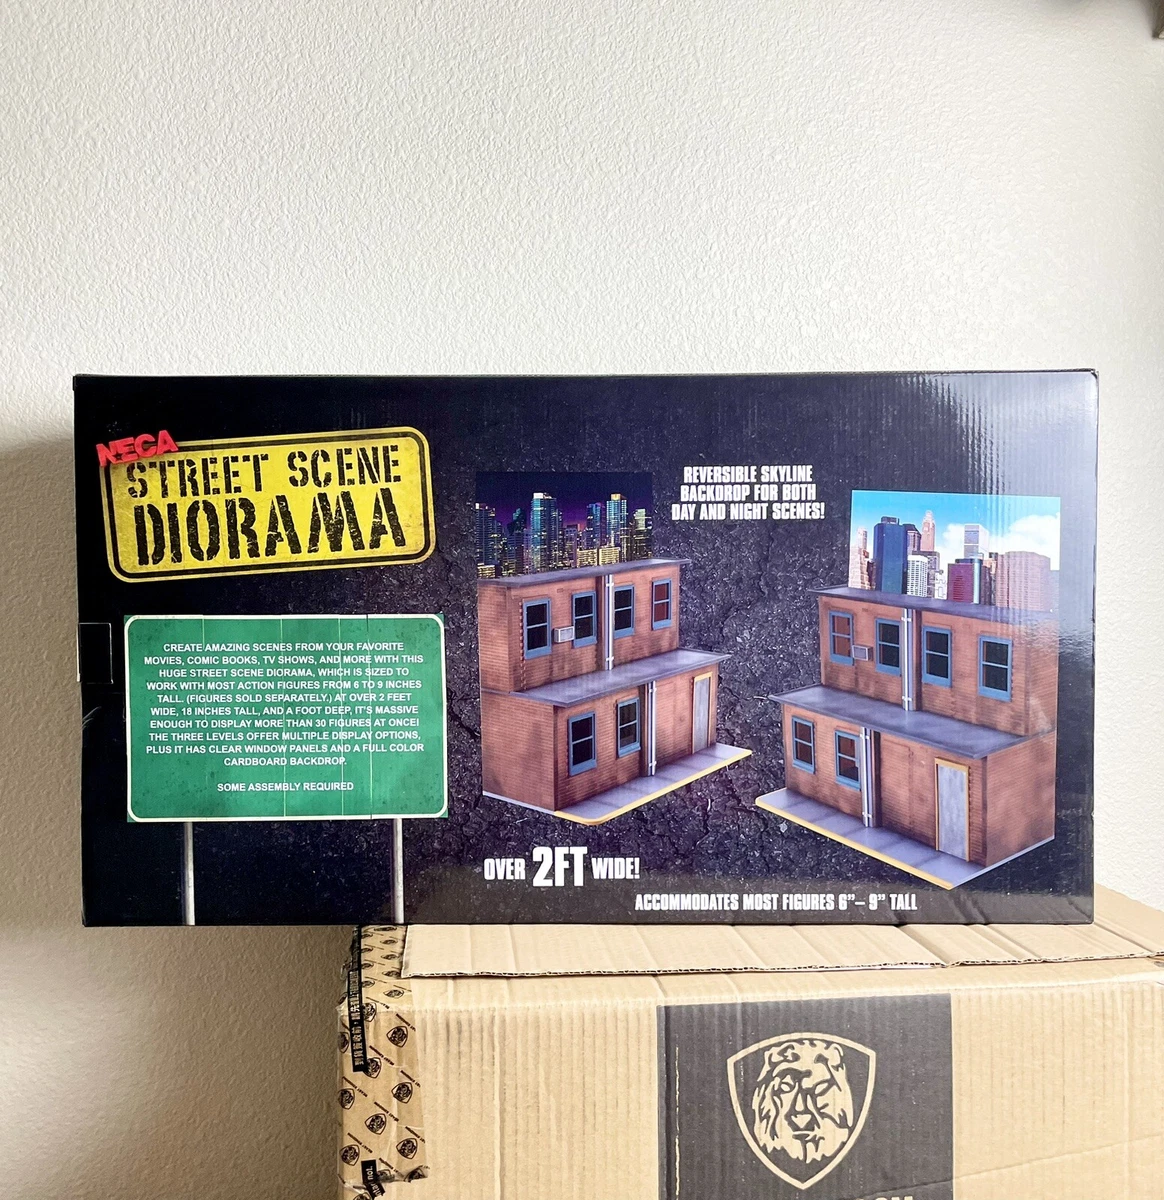 NECA
STREET SCENE
DIORAMA
REVERSIBLE SKYLINE
BACKDROP FOR BOTH
DAY AND NIGHT SCENES!
CREATE AMAZING SCENES FROM YOUR FAVORITE
MOVIES, COMIC BOOKS, TV SHOWS, AND MORE WITH THIS
HUGE STREET SCENE DIORAMA, WHICH IS SIZED TO
WORK WITH MOST ACTION FIGURES FROM 6 TO 9 INCHES
TALL. (FIGURES SOLD SEPARATELY.) AT OVER 2 FEET
WIDE, 18 INCHES TALL, AND A FOOT DEEP, IT'S MASSIVE
ENOUGH TO DISPLAY MORE THAN 30 FIGURES AT ONCE!
THE THREE LEVELS OFFER MULTIPLE DISPLAY OPTIONS,
PLUS IT HAS CLEAR WINDOW PANELS AND A FULL COLOR
CARDBOARD BACKDROP.
SOME ASSEMBLY REQUIRED
OVER 2FT WIDE!
ACCOMMODATES MOST FIGURES 6"– 9" TALL